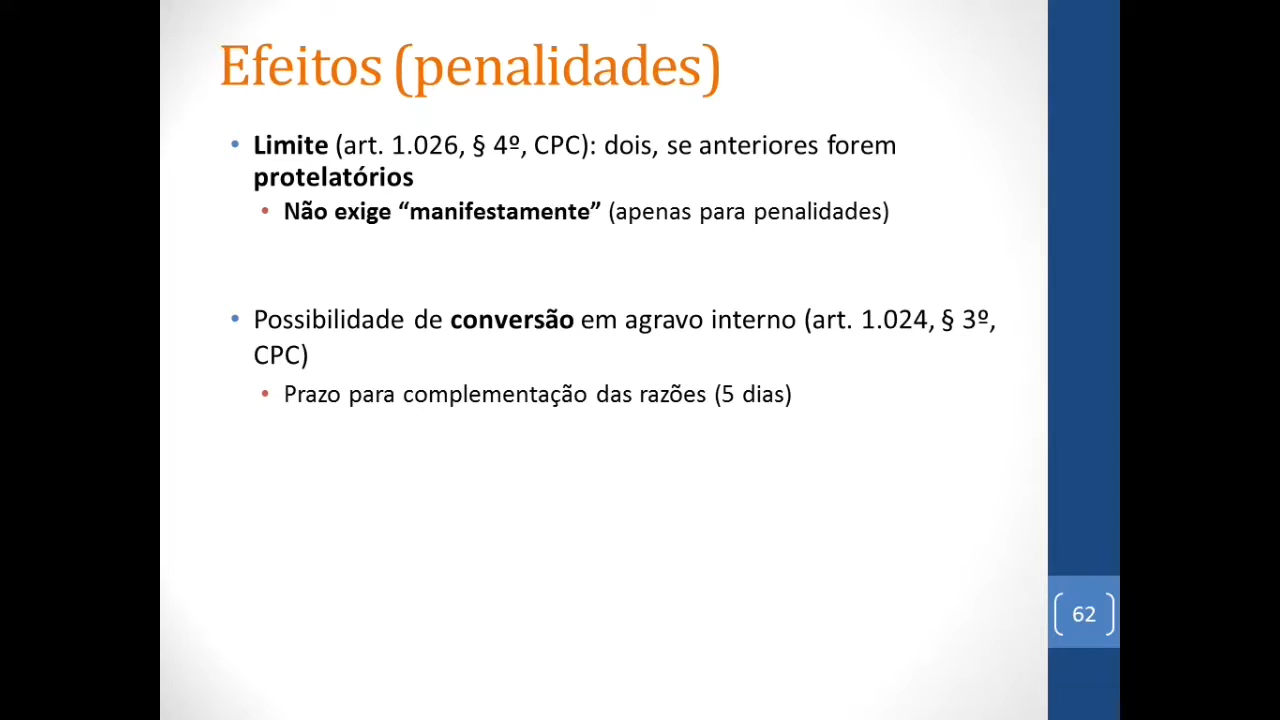 Efeitos (penalidades)
• Limite (art. 1.026, § 4º, CPC): dois, se anteriores forem
protelatórios
• Não exige “manifestamente” (apenas para penalidades)
• Possibilidade de conversão em agravo interno (art. 1.024, § 3º,
CPC)
• Prazo para complementação das razões (5 dias)
62